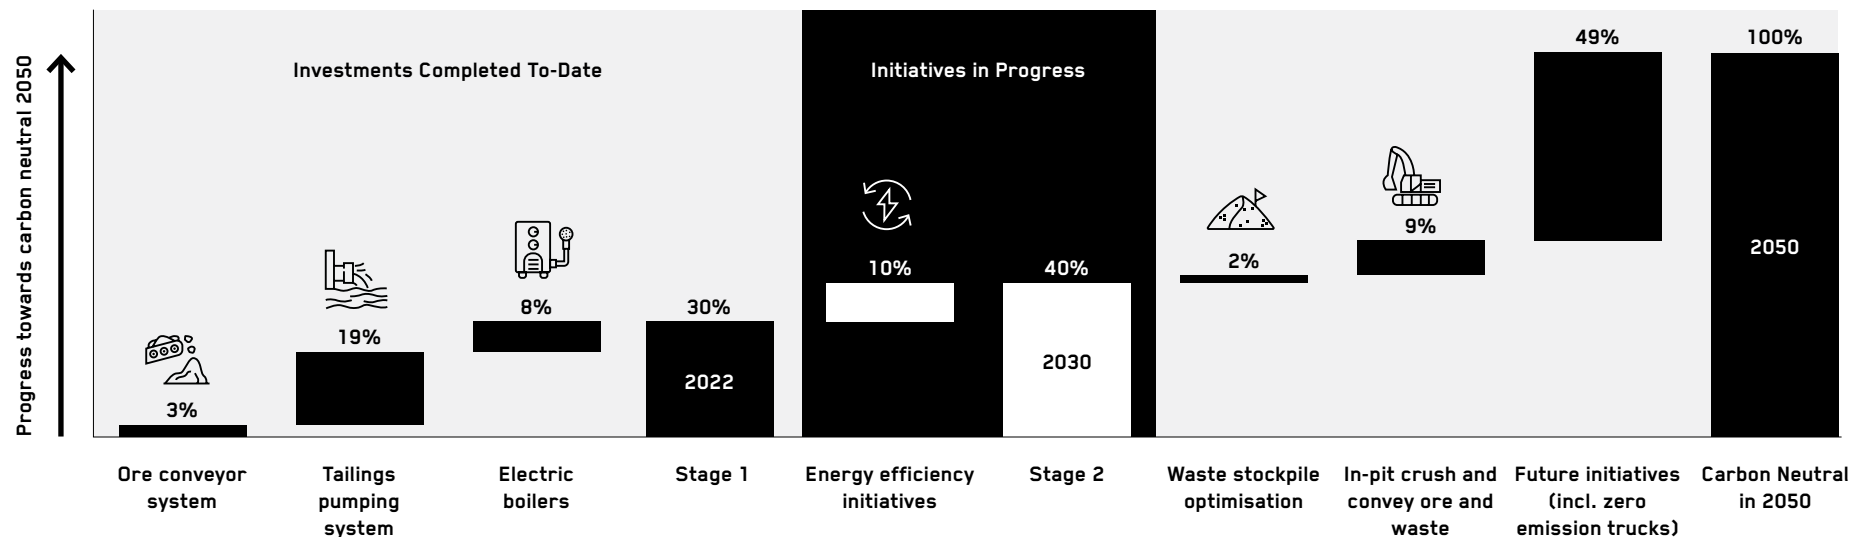 Progress towards carbon neutral 2050
Investments Completed To-Date
Initiatives in Progress
3%
19%
8%
30%
2022
10%
40%
2030
2%
9%
49%
100%
2050
Ore conveyor
system
Tailings
pumping
system
Electric
boilers
Stage 1
Energy efficiency
initiatives
Stage 2
Waste stockpile
optimisation
In-pit crush and
convey ore and
waste
Future initiatives
(incl. zero
emission trucks)
Carbon Neutral
in 2050